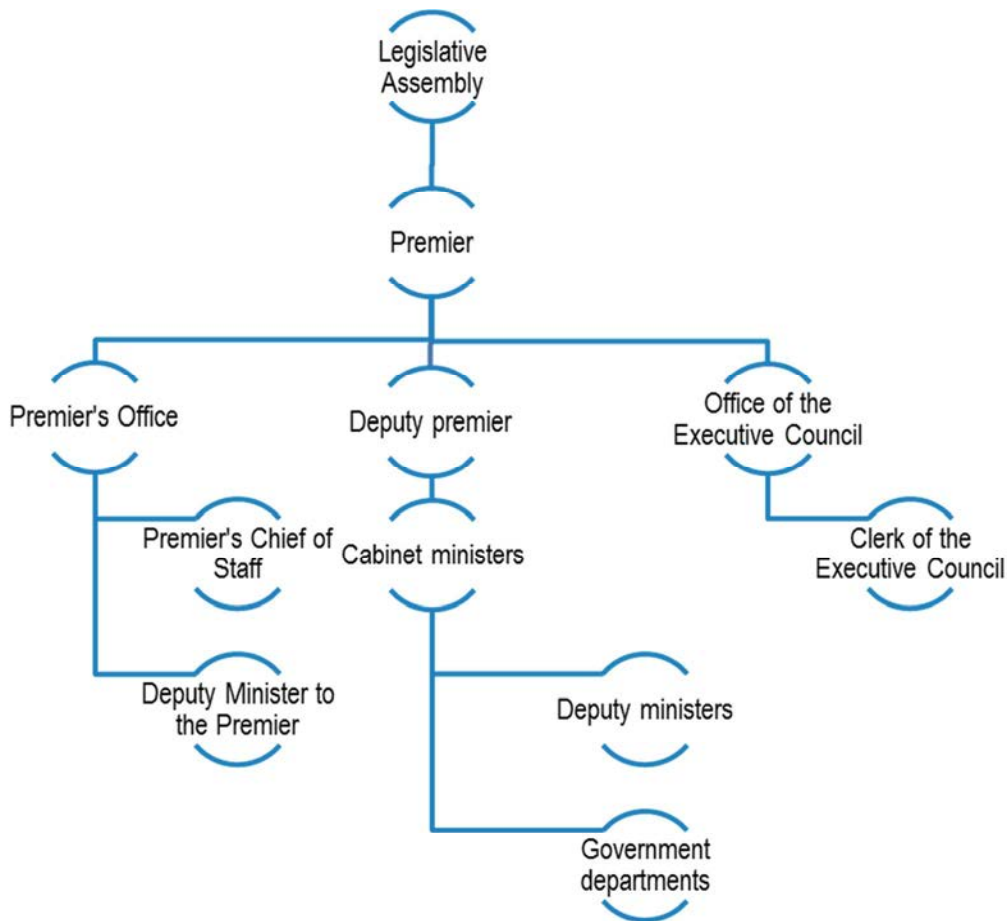 Legislative
Assembly
Premier
Premier's Office
Deputy premier
Office of the
Executive Council
Premier's Chief of
Staff
Cabinet ministers
Clerk of the
Executive Council
Deputy Minister to
the Premier
Deputy ministers
Government
departments